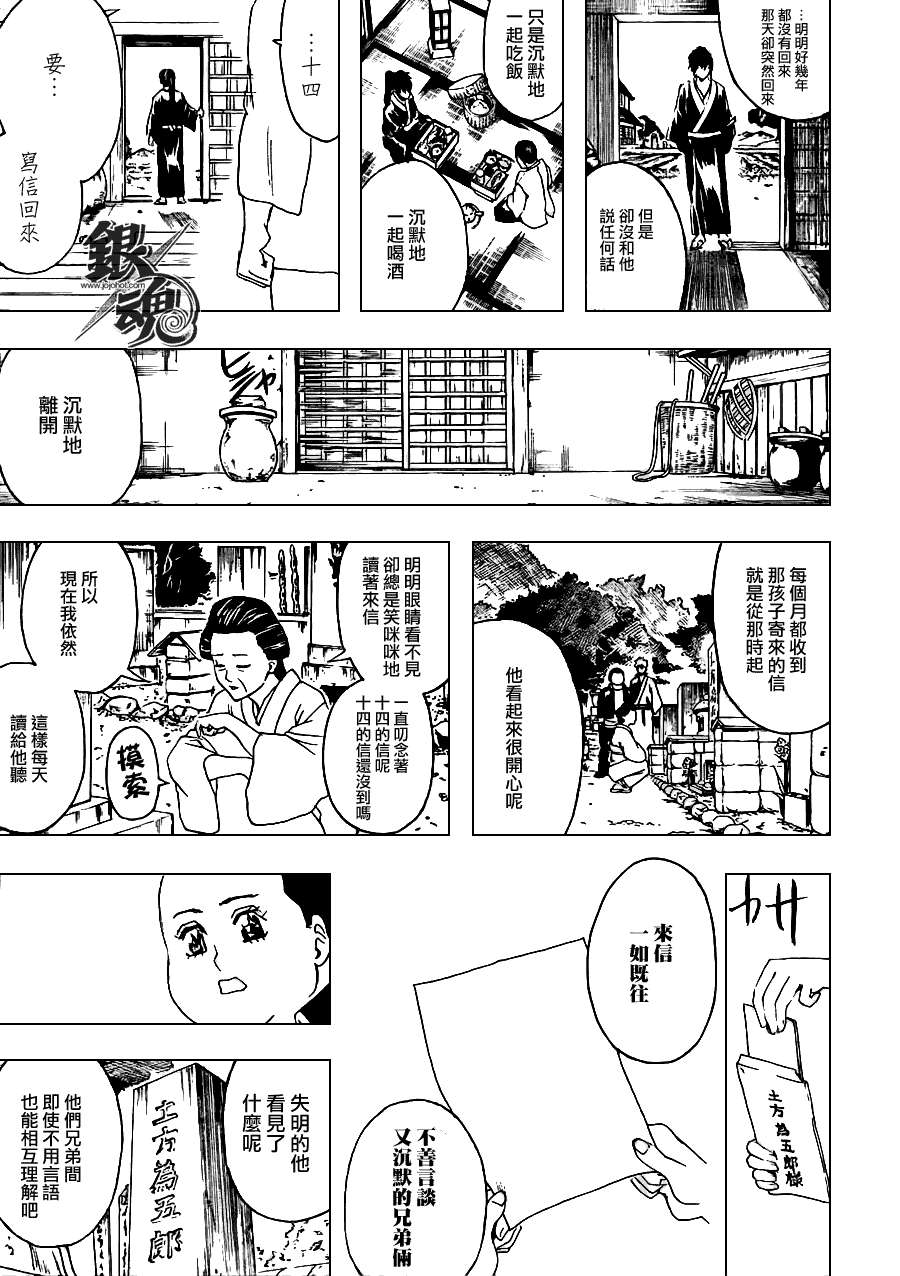 …明明好幾年
都沒有回來
那天卻突然回來
但是
卻沒和他
説任何話
只是沉默地
一起吃飯
沉默地
一起喝酒
…十四
要…
寫信回來
銀魂
www.jojohot.com
ピシャ
沉默地
離開
每個月都收到
那孩子寄來的信
就是從那時起
他看起來很開心呢
明明眼睛看不見
卻總是笑咪咪地
讀著來信
一直叨念著
十四的信呢
十四的信還沒到嗎
摸索
所以
現在我依然
這樣每天
讀給他聽
カサ
土方為五郎様
來信
一如既往
不善言談
又沉默的兄弟倆
失明的他
看見了
什麼呢
土方為五郎
他們兄弟間
即使不用言語
也能相互理解吧